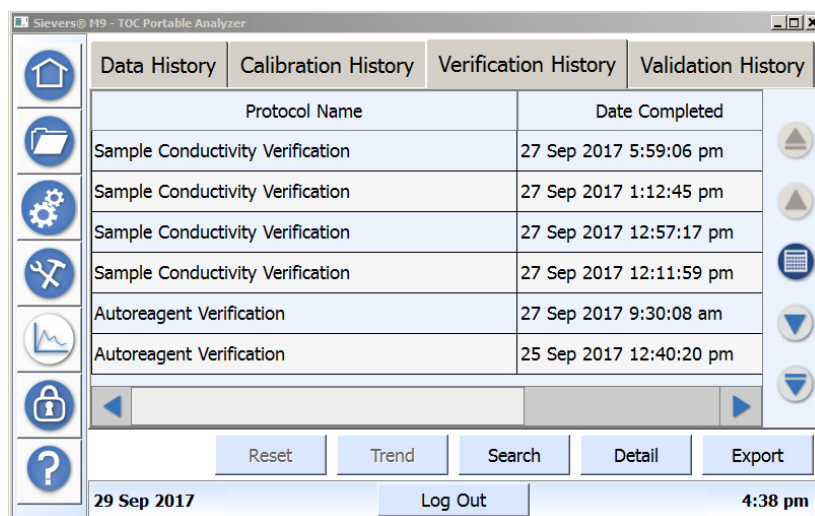 Sievers® M9 - TOC Portable Analyzer
Data History Calibration History Verification History Validation History
Protocol Name Date Completed
Sample Conductivity Verification 27 Sep 2017 5:59:06 pm
Sample Conductivity Verification 27 Sep 2017 1:12:45 pm
Sample Conductivity Verification 27 Sep 2017 12:57:17 pm
Sample Conductivity Verification 27 Sep 2017 12:11:59 pm
Autoreagent Verification 27 Sep 2017 9:30:08 am
Autoreagent Verification 25 Sep 2017 12:40:20 pm
Reset Trend Search Detail Export
29 Sep 2017 Log Out 4:38 pm